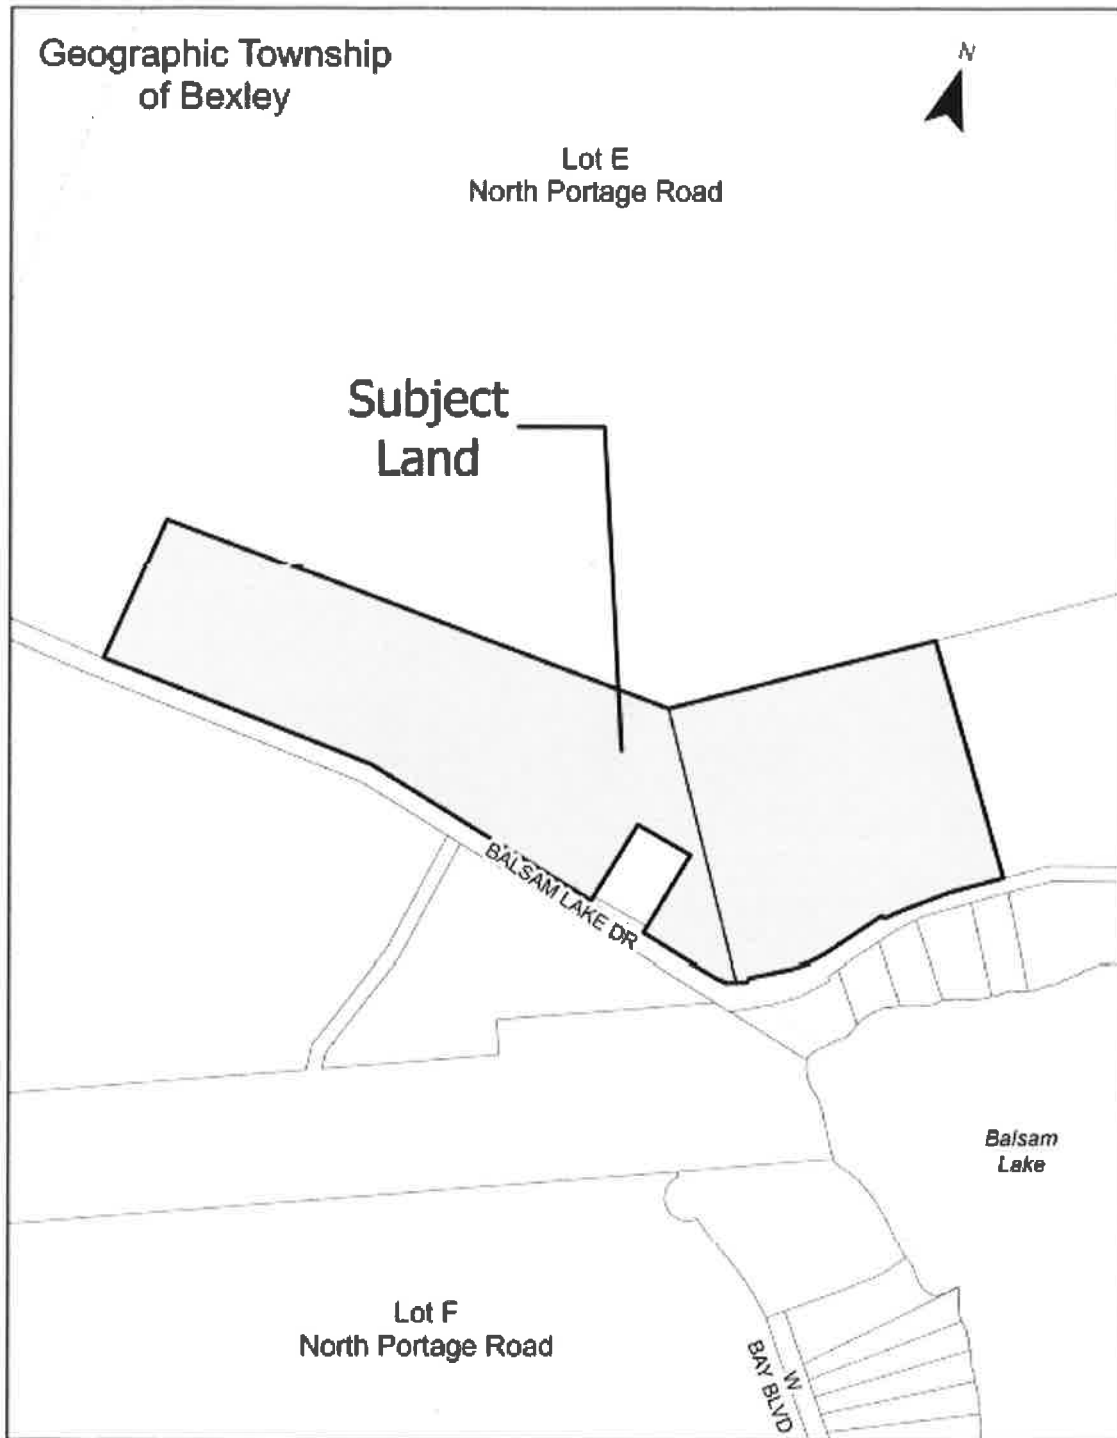 Geographic Township
of Bexley
N
Lot E
North Portage Road
Subject
Land
BALSAM LAKE DR
Balsam
Lake
Lot F
North Portage Road
W
BAY BLVD